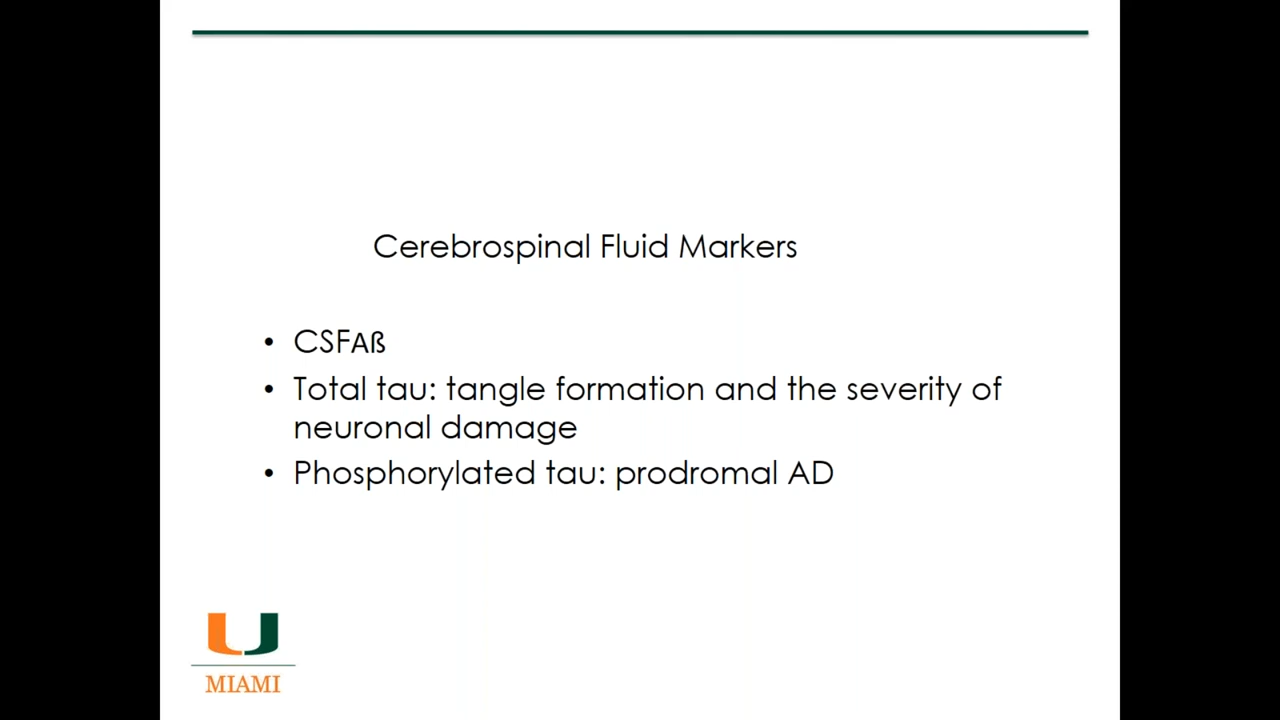 Cerebrospinal Fluid Markers
• CSFAß
• Total tau: tangle formation and the severity of
neuronal damage
• Phosphorylated tau: prodromal AD
U
MIAMI